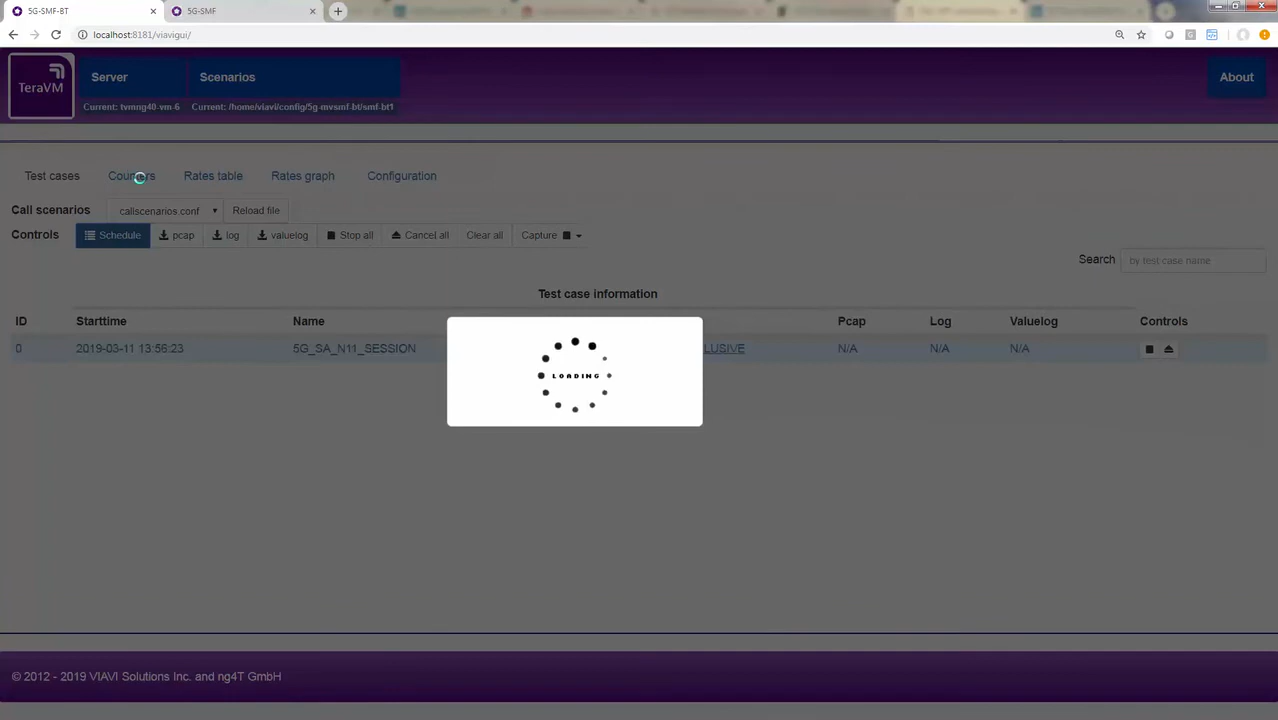 5G-SMF-BT
5G-SMF
localhost:8181/viavigui/
TeraVM
Server
Scenarios
About
Current: tvmng40-vm-6
Current: /home/viavi/config/5g-mvsmf-bt/smf-bt1
Test cases
Counters
Rates table
Rates graph
Configuration
Call scenarios
callscenarios.conf
Reload file
Controls
Schedule
pcap
log
valuelog
Stop all
Cancel all
Clear all
Capture
Search
by test case name
Test case information
ID Starttime Name Pcap Log Valuelog Controls
0 2019-03-11 13:56:23 5G_SA_N11_SESSION LUSIVE N/A N/A N/A
LOADING
© 2012 - 2019 VIAVI Solutions Inc. and ng4T GmbH